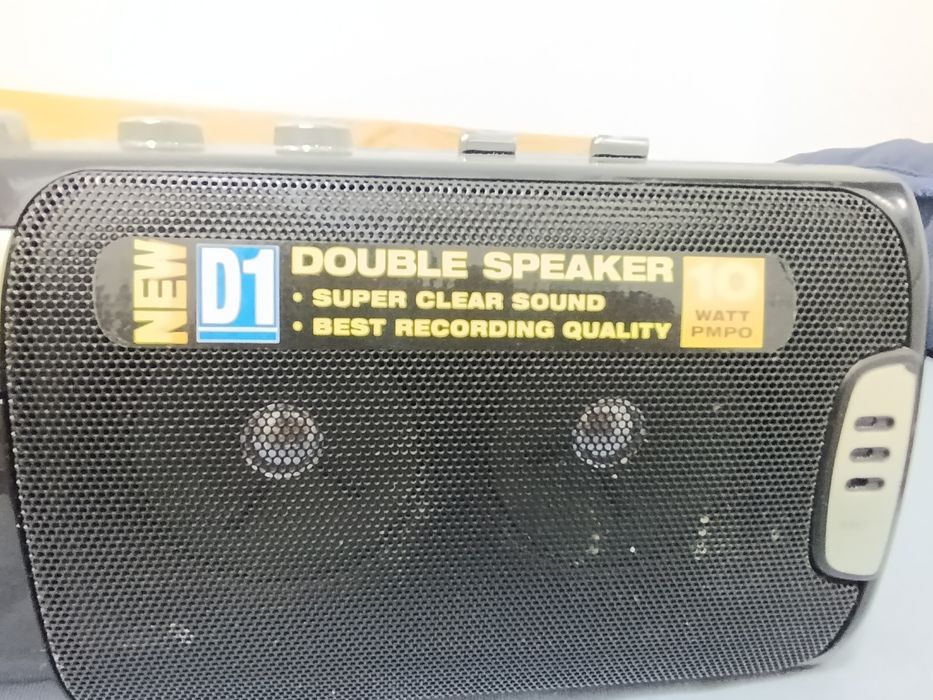 NEW
D1
DOUBLE SPEAKER
• SUPER CLEAR SOUND
• BEST RECORDING QUALITY
10
WATT
PMPO